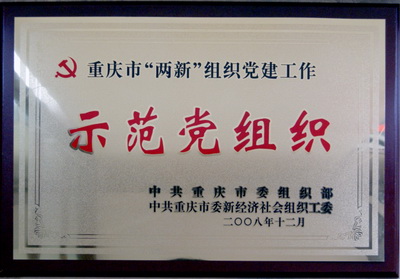 重庆市“两新”组织党建工作
示范党组织
中共重庆市委组织部
中共重庆市委新经济社会组织工委
二〇〇八年十二月